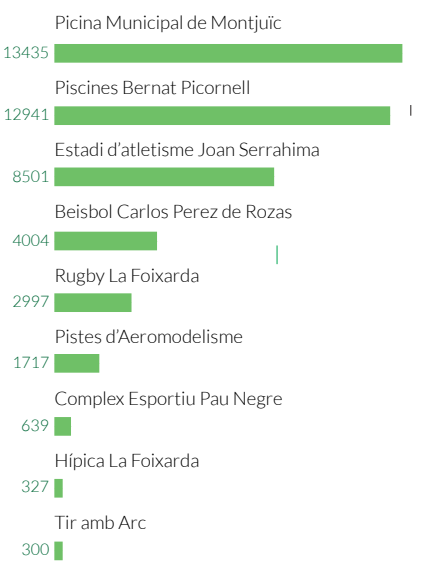 Picina Municipal de Montjuïc
13435
Piscines Bernat Picornell
12941
Estadi d'atletisme Joan Serrahima
8501
Beisbol Carlos Perez de Rozas
4004
Rugby La Foixarda
2997
Pistes d'Aeromodelisme
1717
Complex Esportiu Pau Negre
639
Hípica La Foixarda
327
Tir amb Arc
300